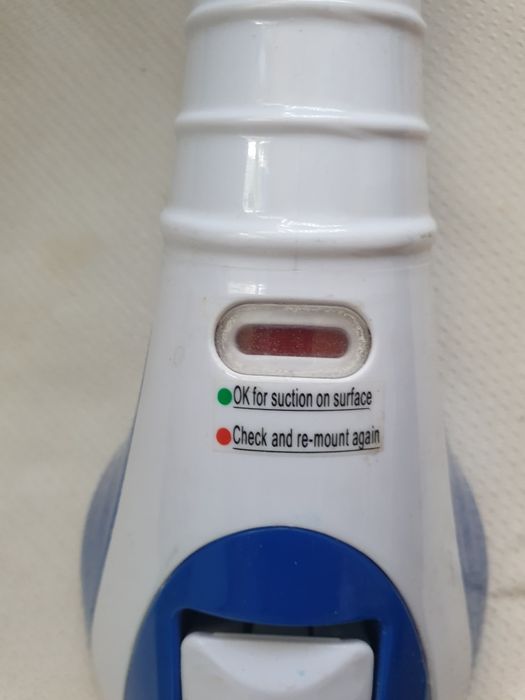 OK for suction on surface
Check and re-mount again